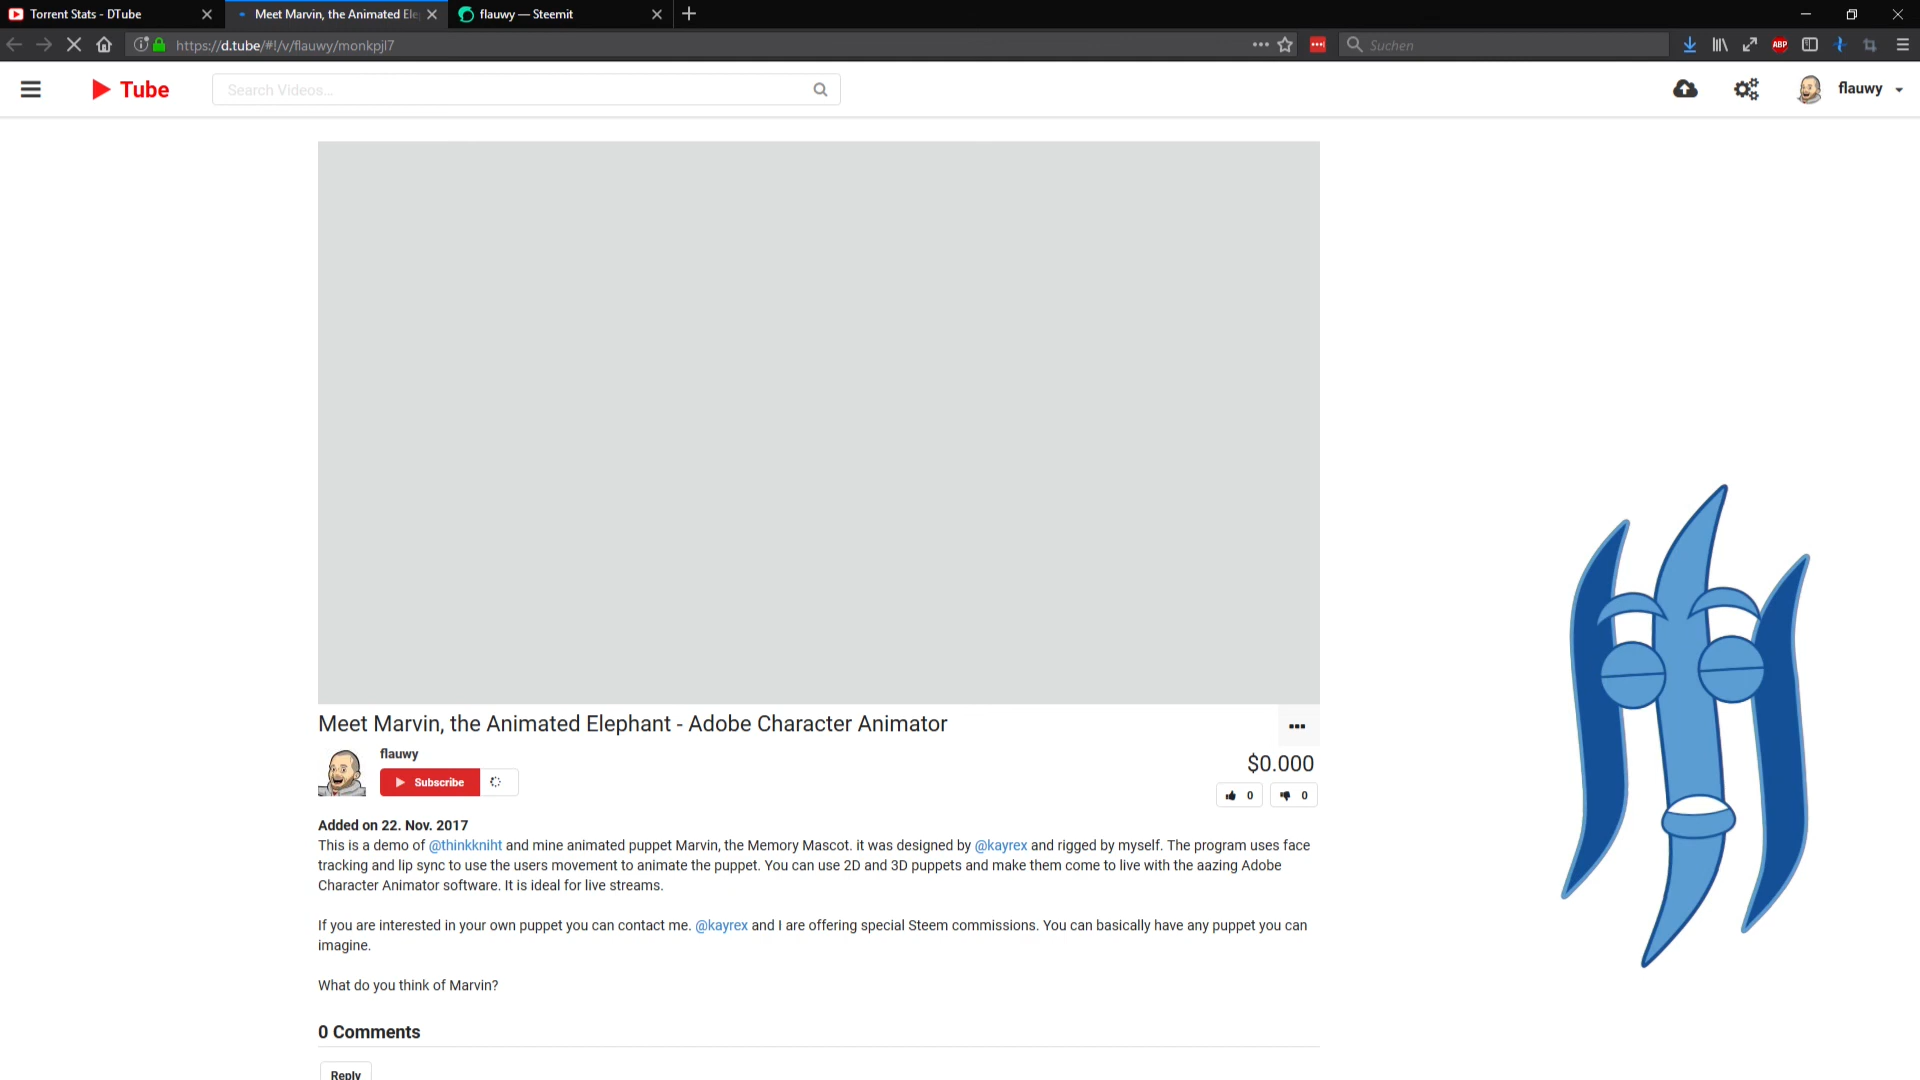 Torrent Stats - DTube
Meet Marvin, the Animated Ele
flauwy — Steemit
https://d.tube/#!/v/flauwy/monkpjl7
Suchen
ABP
Tube
Search Videos...
flauwy
Meet Marvin, the Animated Elephant - Adobe Character Animator
flauwy
$0.000
Subscribe
0
0
Added on 22. Nov. 2017
This is a demo of @thinkkniht and mine animated puppet Marvin, the Memory Mascot. it was designed by @kayrex and rigged by myself. The program uses face
tracking and lip sync to use the users movement to animate the puppet. You can use 2D and 3D puppets and make them come to live with the aazing Adobe
Character Animator software. It is ideal for live streams.
If you are interested in your own puppet you can contact me. @kayrex and I are offering special Steem commissions. You can basically have any puppet you can
imagine.
What do you think of Marvin?
0 Comments
Reply